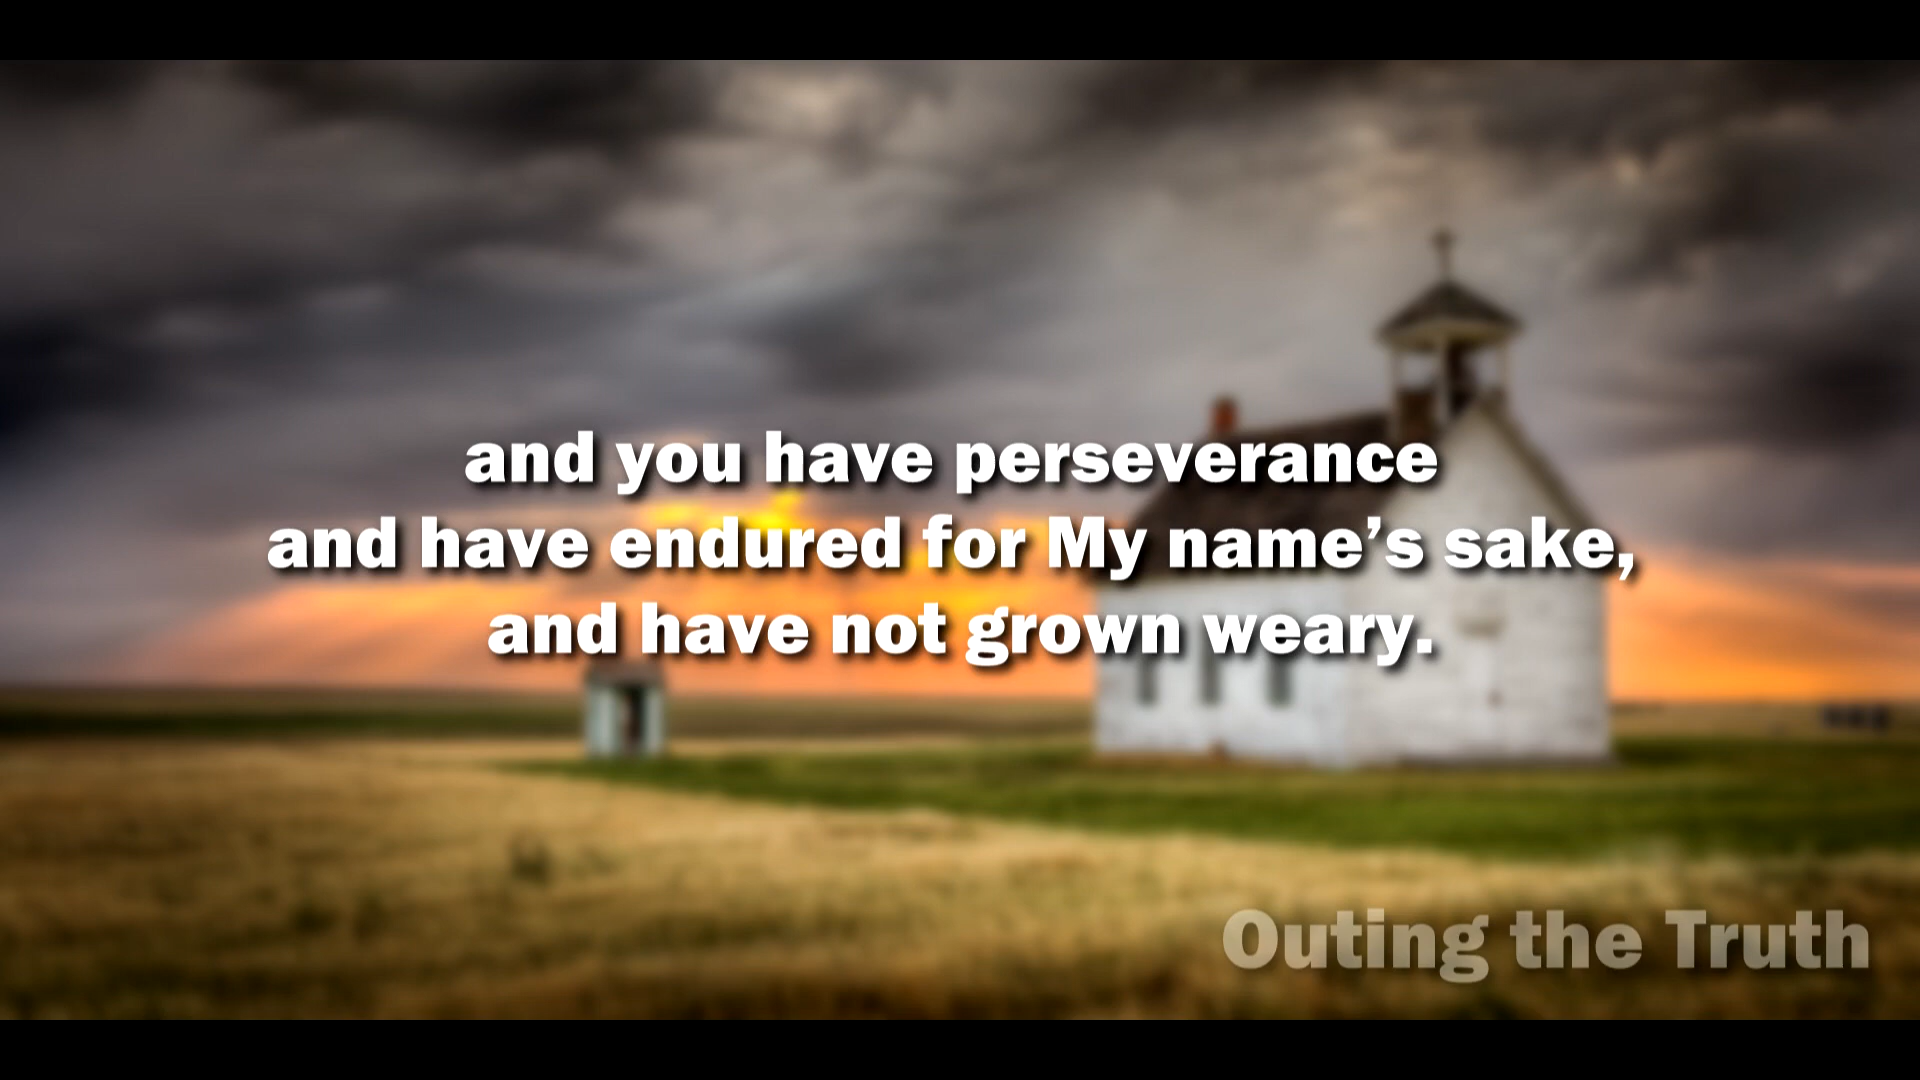 and you have perseverance
and have endured for My name’s sake,
and have not grown weary.
Outing the Truth